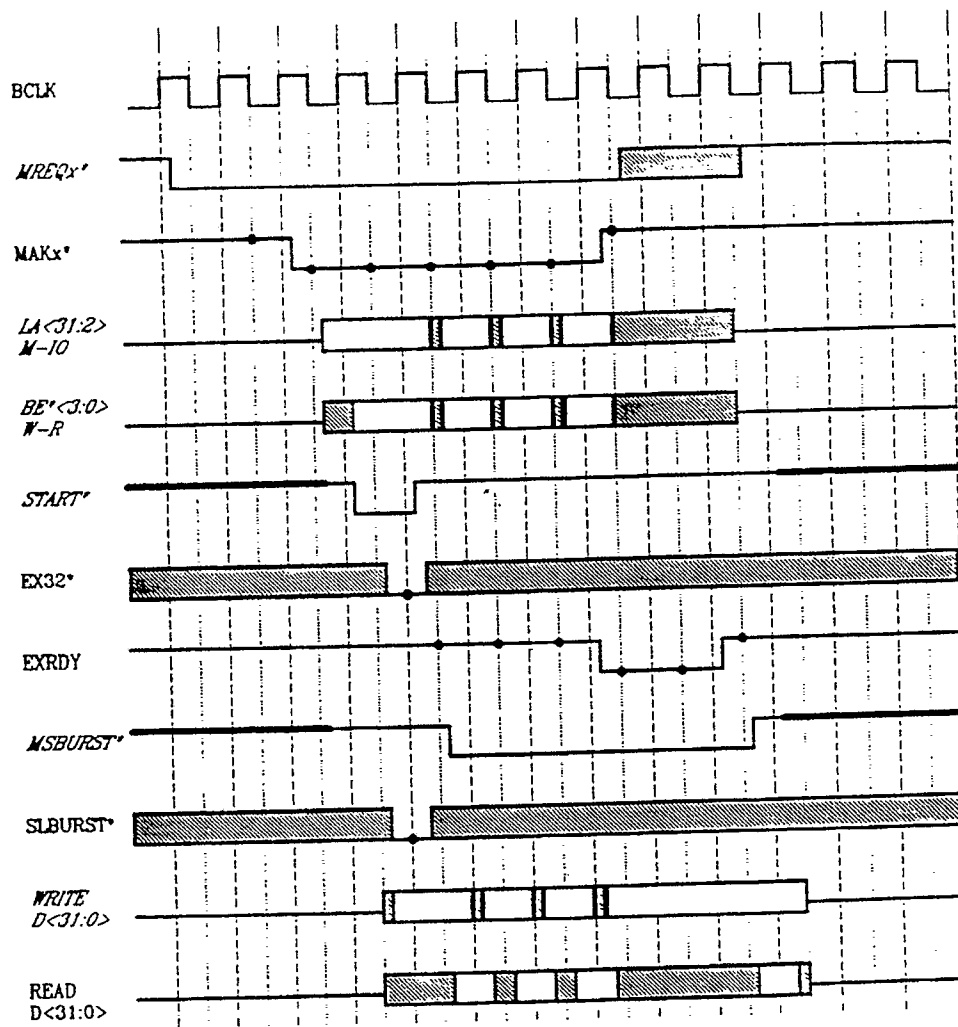 BCLK
MREQx*
MAKx*
LA<31:2>
M-IO
BE*<3:0>
W-R
START*
EX32*
EXRDY
MSBURST*
SLBURST*
WRITE
D<31:0>
READ
D<31:0>